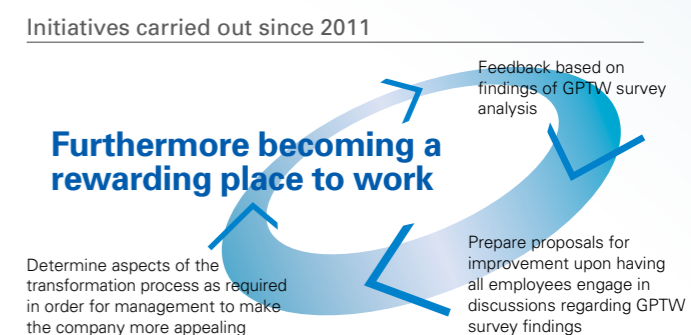 Initiatives carried out since 2011
Feedback based on
findings of GPTW survey
analysis
Furthermore becoming a
rewarding place to work
Prepare proposals for
improvement upon having
all employees engage in
discussions regarding GPTW
survey findings
Determine aspects of the
transformation process as required
in order for management to make
the company more appealing